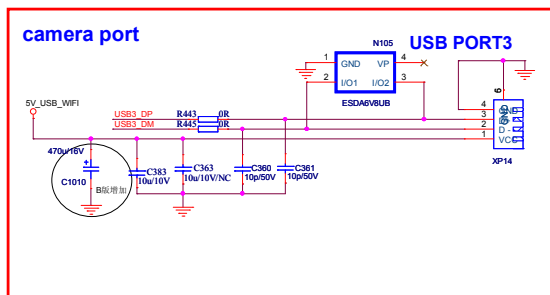 camera port
USB PORT3
N105
1 GND VP 4
2 I/O1 I/O2 3
ESDA6V8UB
5V_USB_WIFI
USB3_DP R443 0R
USB3_DM R445 0R
6
4
3
2 D-
1 VCC
XP14
470u/16V
C1010
B版增加
C383
10u/10V
C363
10u/10V/NC
C360
10p/50V
C361
10p/50V